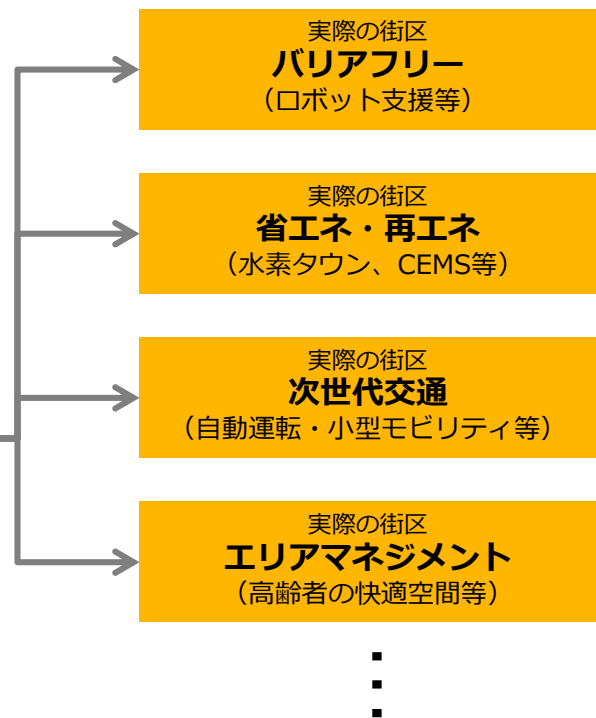 実際の街区
バリアフリー
（ロボット支援等）
実際の街区
省エネ・再エネ
（水素タウン、CEMS等）
実際の街区
次世代交通
（自動運転・小型モビリティ等）
実際の街区
エリアマネジメント
（高齢者の快適空間等）